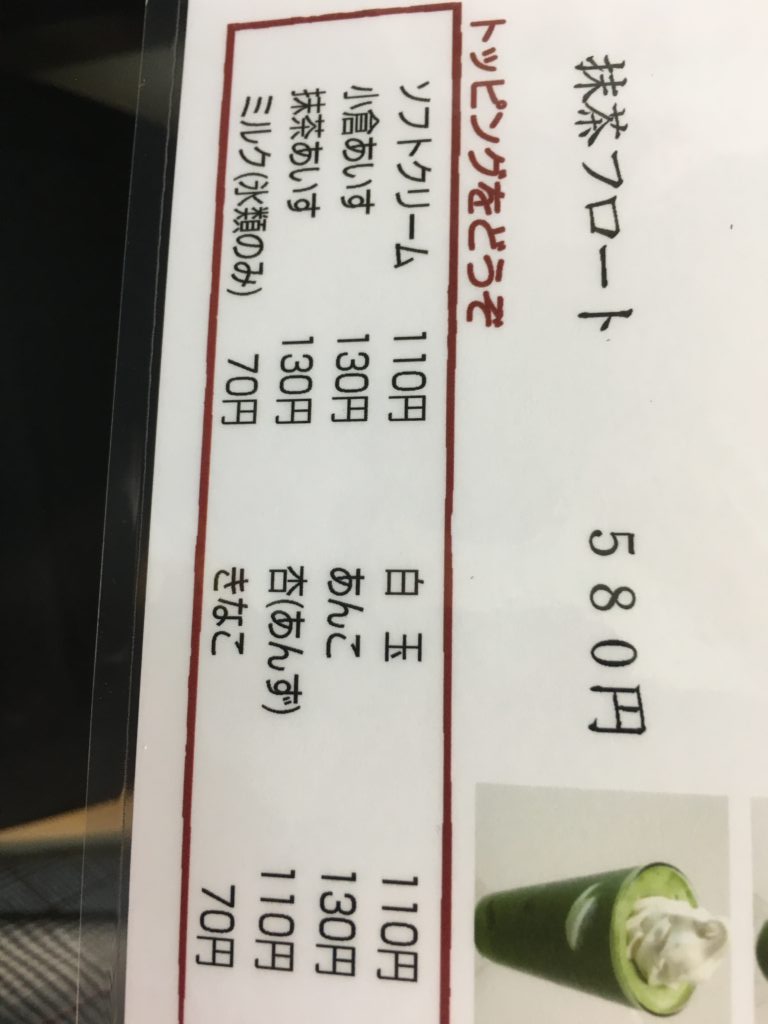 抹茶フロート ５８０円
トッピングをどうぞ
ソフトクリーム 110円 白玉 110円
小倉あいす 130円 あんこ 130円
抹茶あいす 130円 杏(あんず) 110円
ミルク(氷類のみ) 70円 きなこ 70円